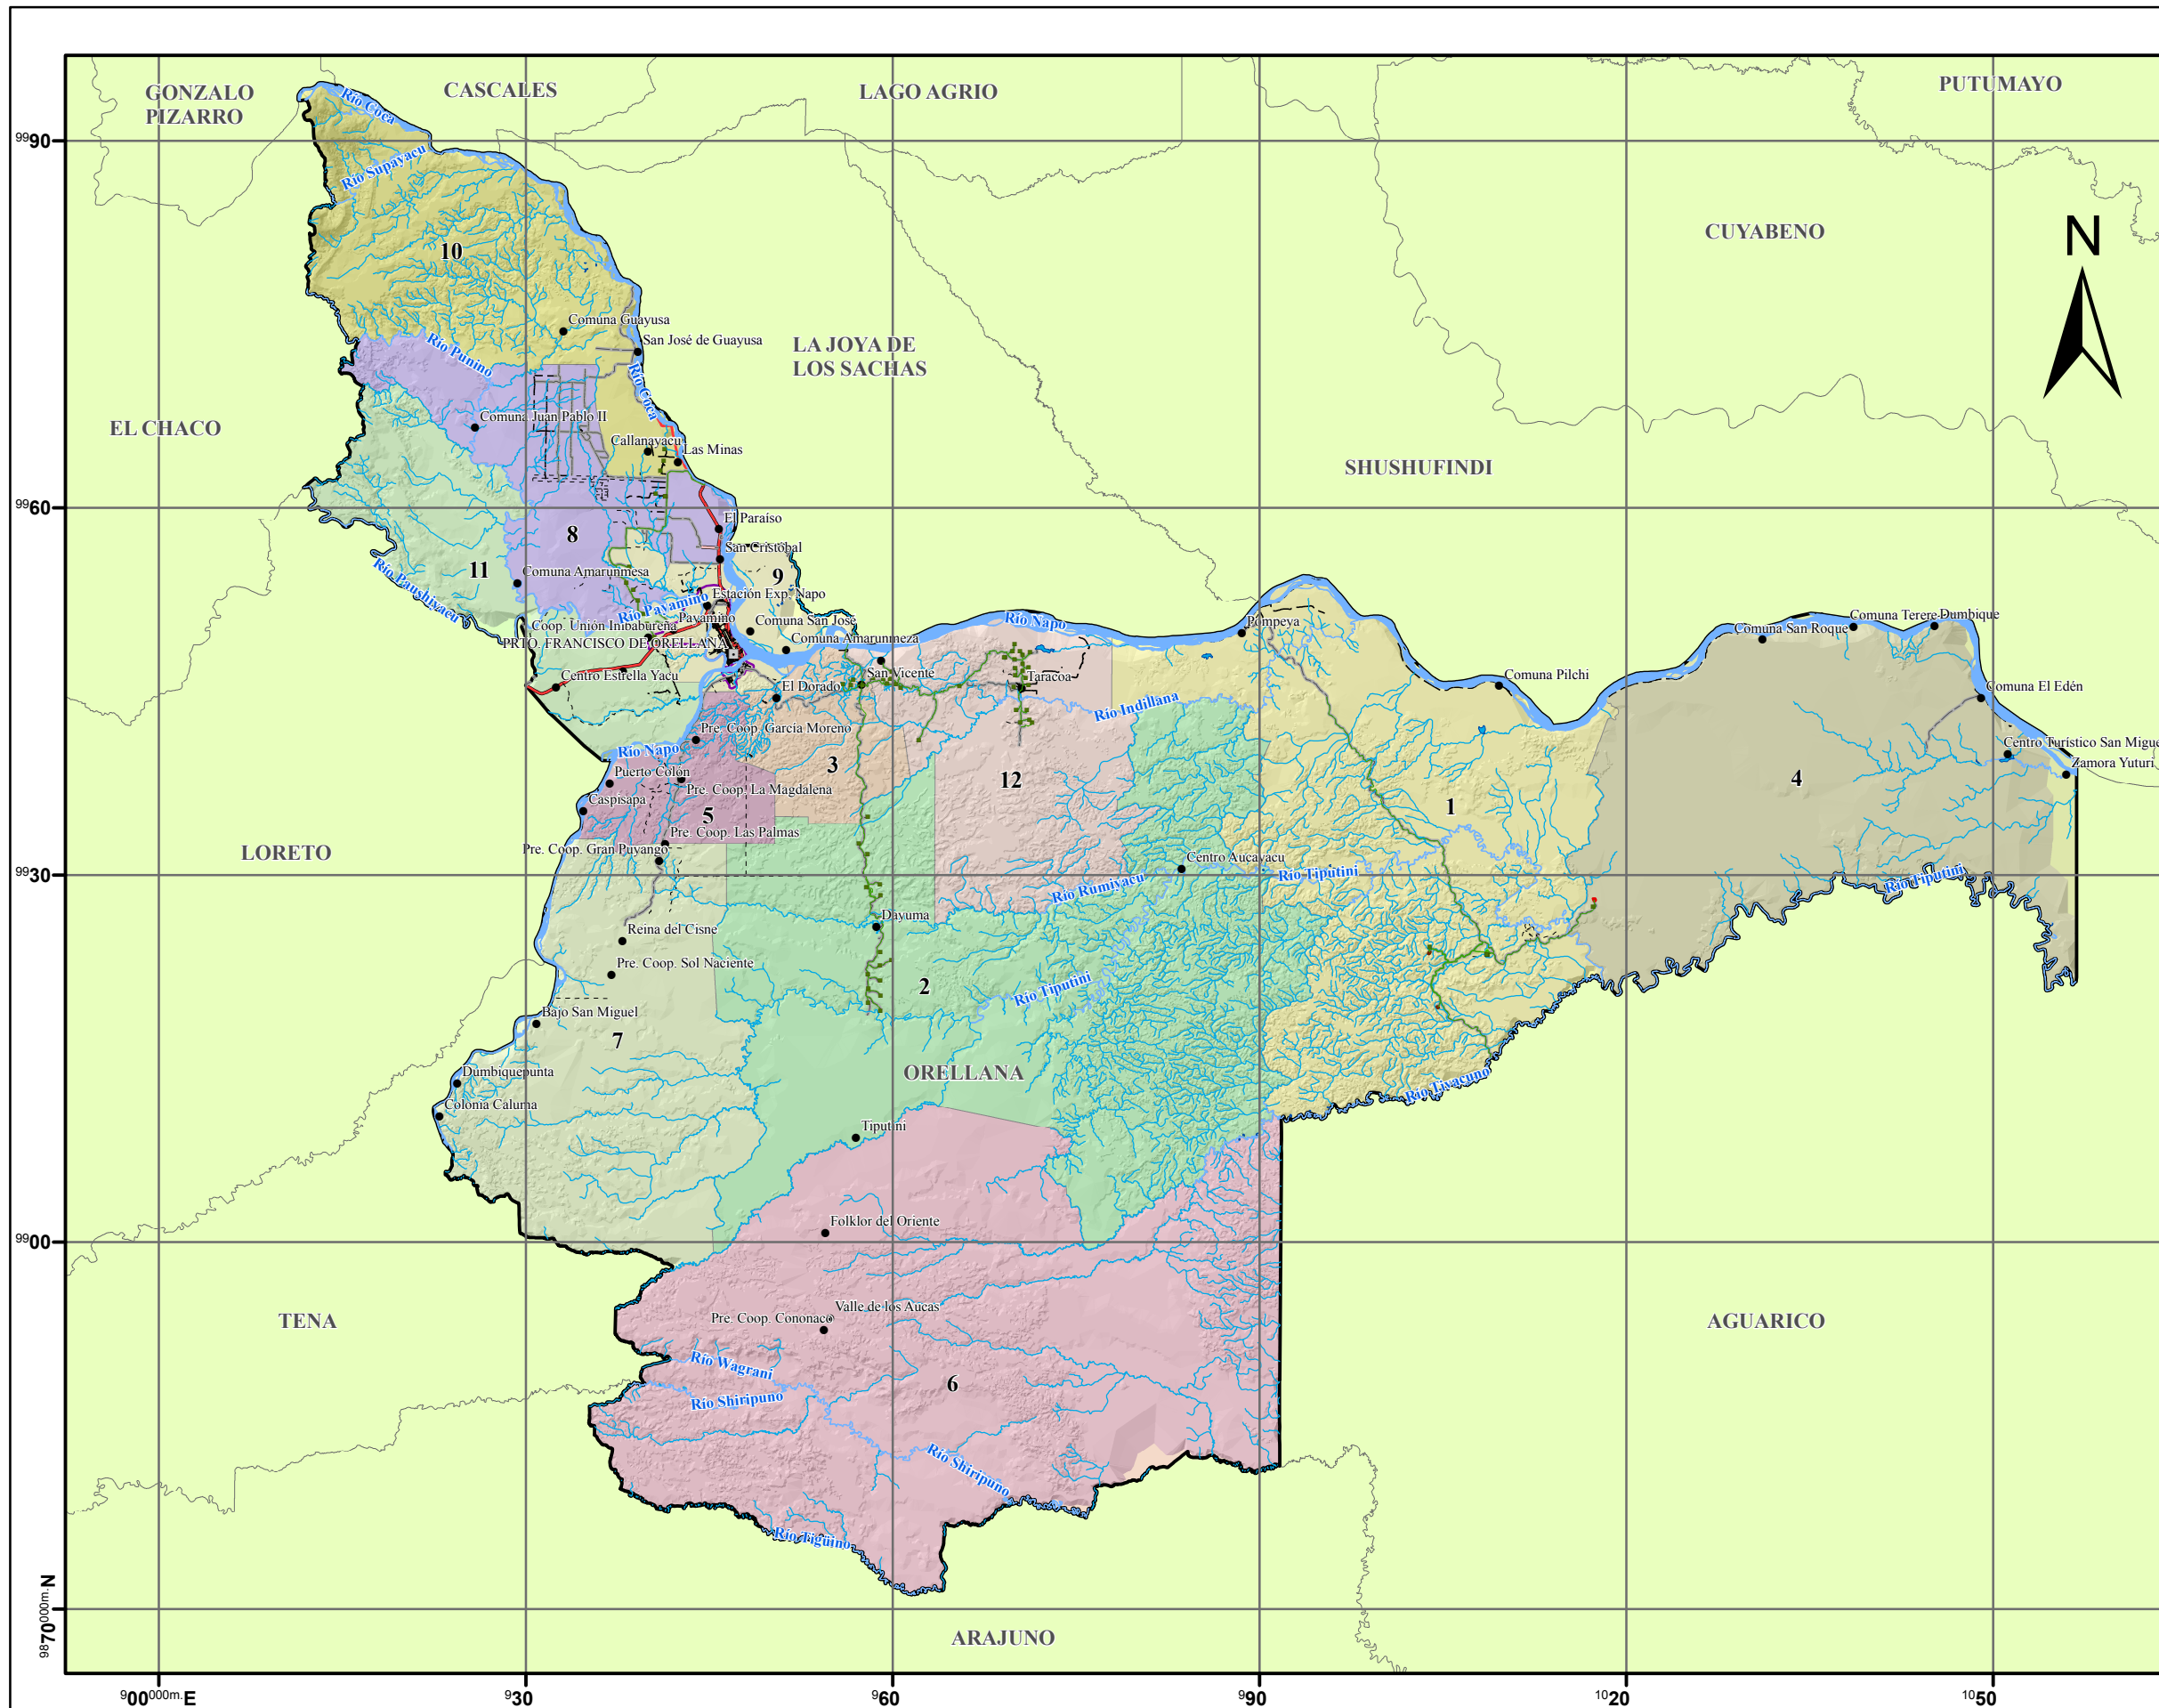 GONZALO
PIZARRO
CASCALES
LAGO AGRIO
PUTUMAYO
Río Coca
9990
Río Supayacu
CUYABENO
N
10
Comuna Guayusa
San José de Guayusa
LA JOYA DE
LOS SACHAS
Río Punino
Río Coca
EL CHACO
Comuna Juan Pablo II
Callanayacu
Las Minas
SHUSHUFINDI
9960
El Paraíso
8
San Cristóbal
9
11
Comuna Amarunmesa
Río Paushiyacu
Estación Exp. Napo
Río Payamino
Payamino
Coop. Unión Imbabureña
Comuna San José
Río Napo
Pompeya
Comuna Terere
Dumbique
Comuna San Roque
PRTO. FRANCISCO DE ORELLANA
Comuna Amarunmeza
Centro Estrella Yacu
El Dorado
San Vicente
Taracoa
Comuna Pilchi
Comuna El Edén
Río Indillana
Pre. Coop. García Moreno
Río Napo
Centro Turístico San Migue
Puerto Colón
3
12
4
Zamora Yuturi
Pre. Coop. La Magdalena
Caspisapa
5
1
Pre. Coop. Las Palmas
LORETO
Pre. Coop. Gran Puyango
Centro Aucayacu
9930
Río Tiputini
Río Tiputini
Río Rumiyacu
Dayuma
Reina del Cisne
Pre. Coop. Sol Naciente
2
Río Tiputini
Bajo San Miguel
7
Dumbiquepunta
ORELLANA
Río Tivacuno
Colonia Caluma
Tiputini
Folklor del Oriente
9900
Valle de los Aucas
Pre. Coop. Cononaco
TENA
AGUARICO
Río Wagrani
6
Río Shiripuno
Río Shiripuno
Río Tigüino
9870000m.N
ARAJUNO
900000m.E
930
960
990
1020
1050